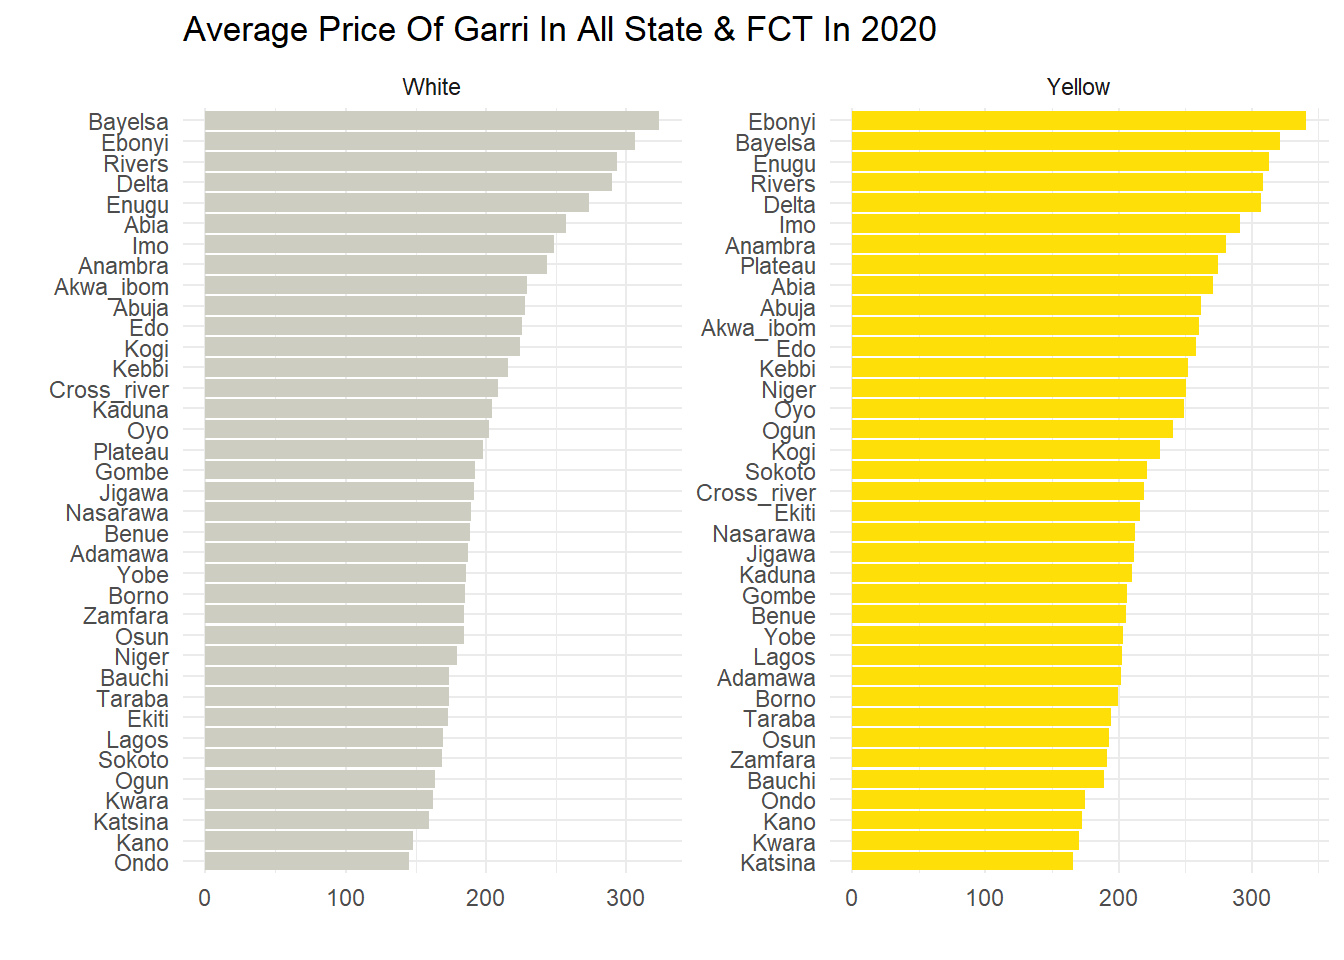 Average Price Of Garri In All State & FCT In 2020
White
Bayelsa
Ebonyi
Rivers
Delta
Enugu
Abia
Imo
Anambra
Akwa_ibom
Abuja
Edo
Kogi
Kebbi
Cross_river
Kaduna
Oyo
Plateau
Gombe
Jigawa
Nasarawa
Benue
Adamawa
Yobe
Borno
Zamfara
Osun
Niger
Bauchi
Taraba
Ekiti
Lagos
Sokoto
Ogun
Kwara
Katsina
Kano
Ondo
0 100 200 300
Yellow
Ebonyi
Bayelsa
Enugu
Rivers
Delta
Imo
Anambra
Plateau
Abia
Abuja
Akwa_ibom
Edo
Kebbi
Niger
Oyo
Ogun
Kogi
Sokoto
Cross_river
Ekiti
Nasarawa
Jigawa
Kaduna
Gombe
Benue
Yobe
Lagos
Adamawa
Borno
Taraba
Osun
Zamfara
Bauchi
Ondo
Kano
Kwara
Katsina
0 100 200 300